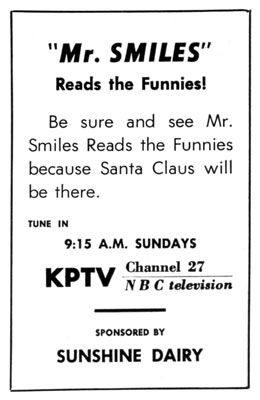 "Mr. SMILES"
Reads the Funnies!
Be sure and see Mr.
Smiles Reads the Funnies
because Santa Claus will
be there.
TUNE IN
9:15 A.M. SUNDAYS
KPTV Channel 27
NBC television
SPONSORED BY
SUNSHINE DAIRY